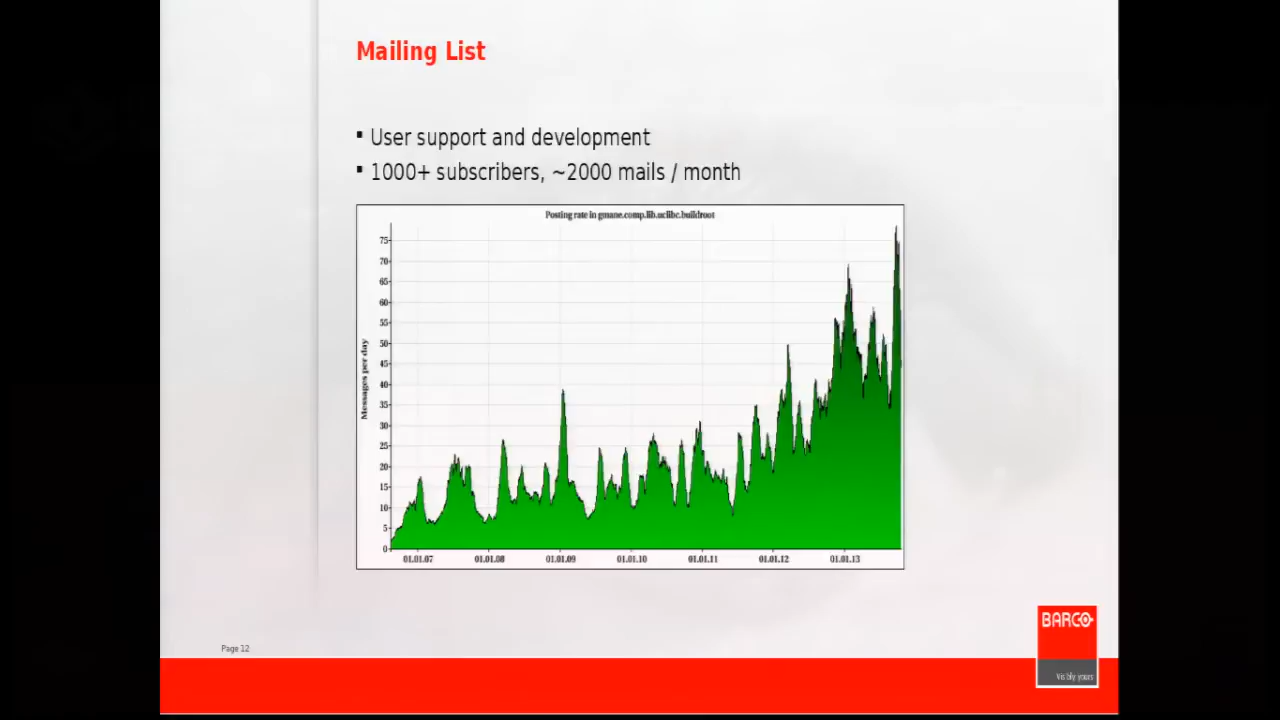 Mailing List
User support and development
1000+ subscribers, ~2000 mails / month
Posting rate in gmane.comp.lib.uclibc.buildroot
75
70
65
60
55
50
45
40
35
30
25
20
15
10
5
0
Messages per day
01.01.07 01.01.08 01.01.09 01.01.10 01.01.11 01.01.12 01.01.13
BARCO
Visibly yours
Page 12